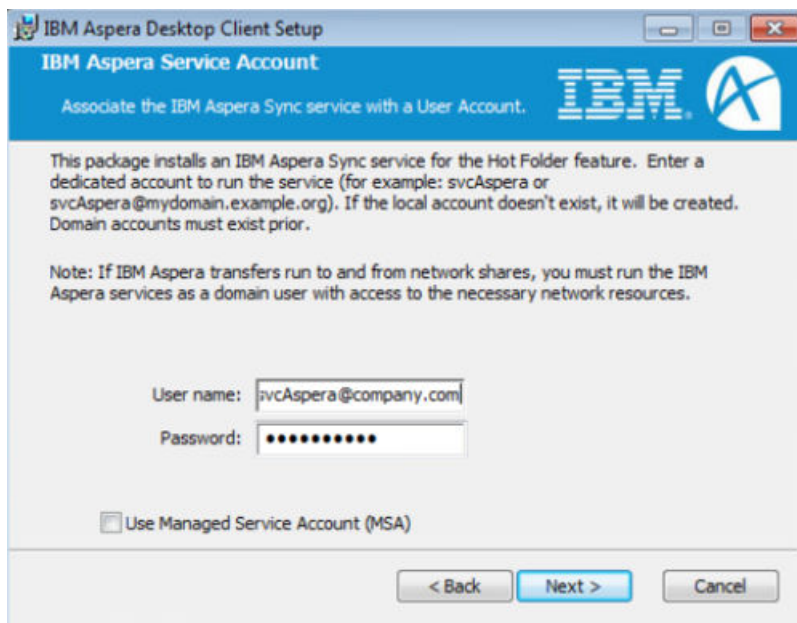 IBM Aspera Desktop Client Setup
IBM Aspera Service Account
Associate the IBM Aspera Sync service with a User Account.
IBM.
This package installs an IBM Aspera Sync service for the Hot Folder feature. Enter a
dedicated account to run the service (for example: svcAspera or
svcAspera@mydomain.example.org). If the local account doesn't exist, it will be created.
Domain accounts must exist prior.
Note: If IBM Aspera transfers run to and from network shares, you must run the IBM
Aspera services as a domain user with access to the necessary network resources.
User name: svcAspera@company.com
Password: ●●●●●●●●●●
Use Managed Service Account (MSA)
< Back Next > Cancel